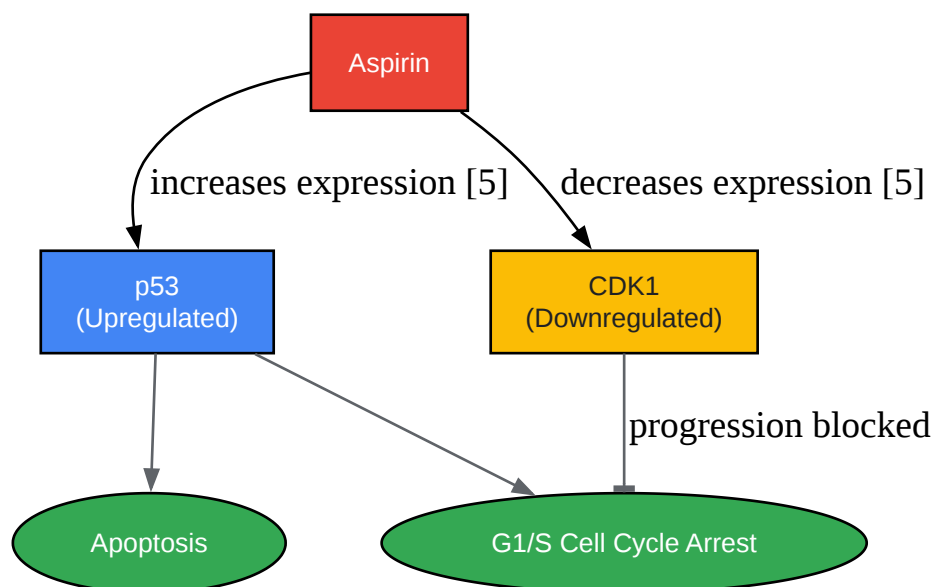 Aspirin
increases expression [5]
decreases expression [5]
p53
(Upregulated)
CDK1
(Downregulated)
progression blocked
Apoptosis
G1/S Cell Cycle Arrest